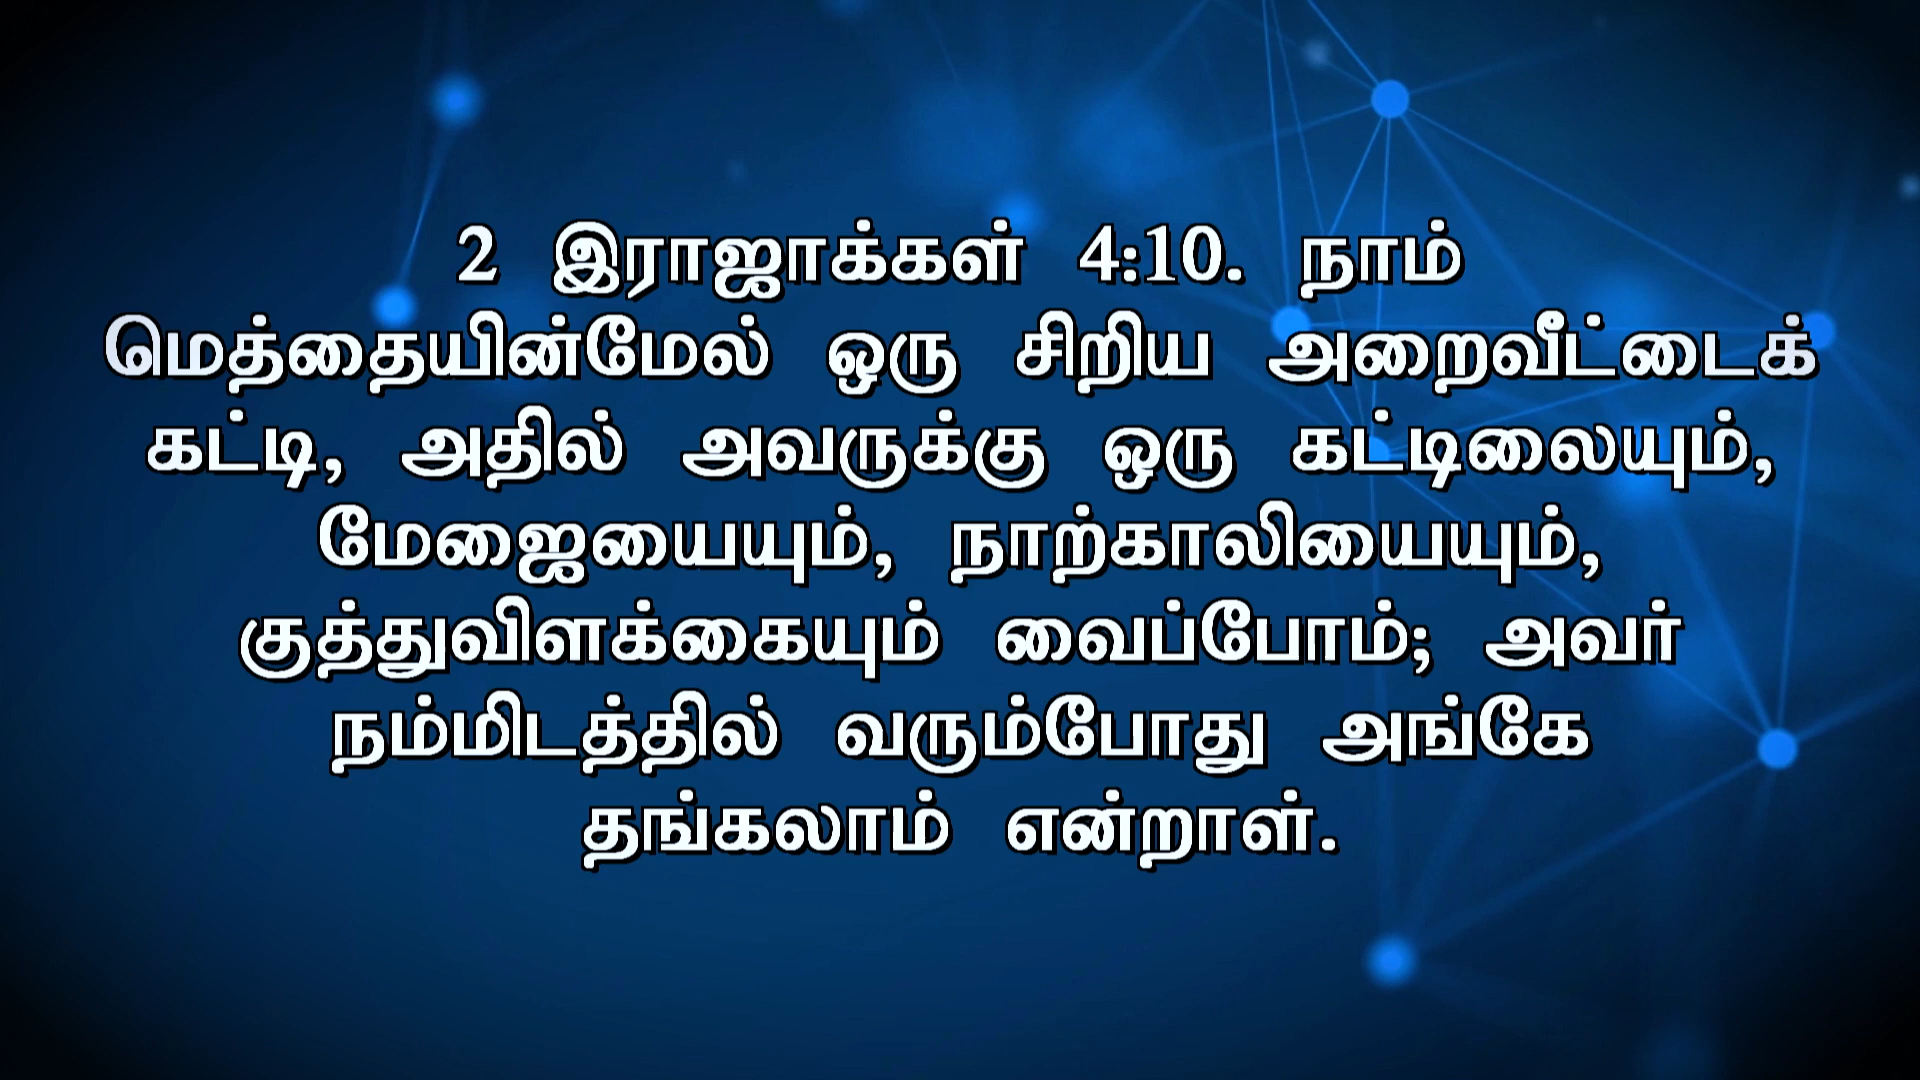 2 இராஜாக்கள் 4:10. நாம்
மெத்தையின்மேல் ஒரு சிறிய அறைவீட்டைக்
கட்டி, அதில் அவருக்கு ஒரு கட்டிலையும்,
மேஜையையும், நாற்காலியையும்,
குத்துவிளக்கையும் வைப்போம்; அவர்
நம்மிடத்தில் வரும்போது அங்கே
தங்கலாம் என்றாள்.